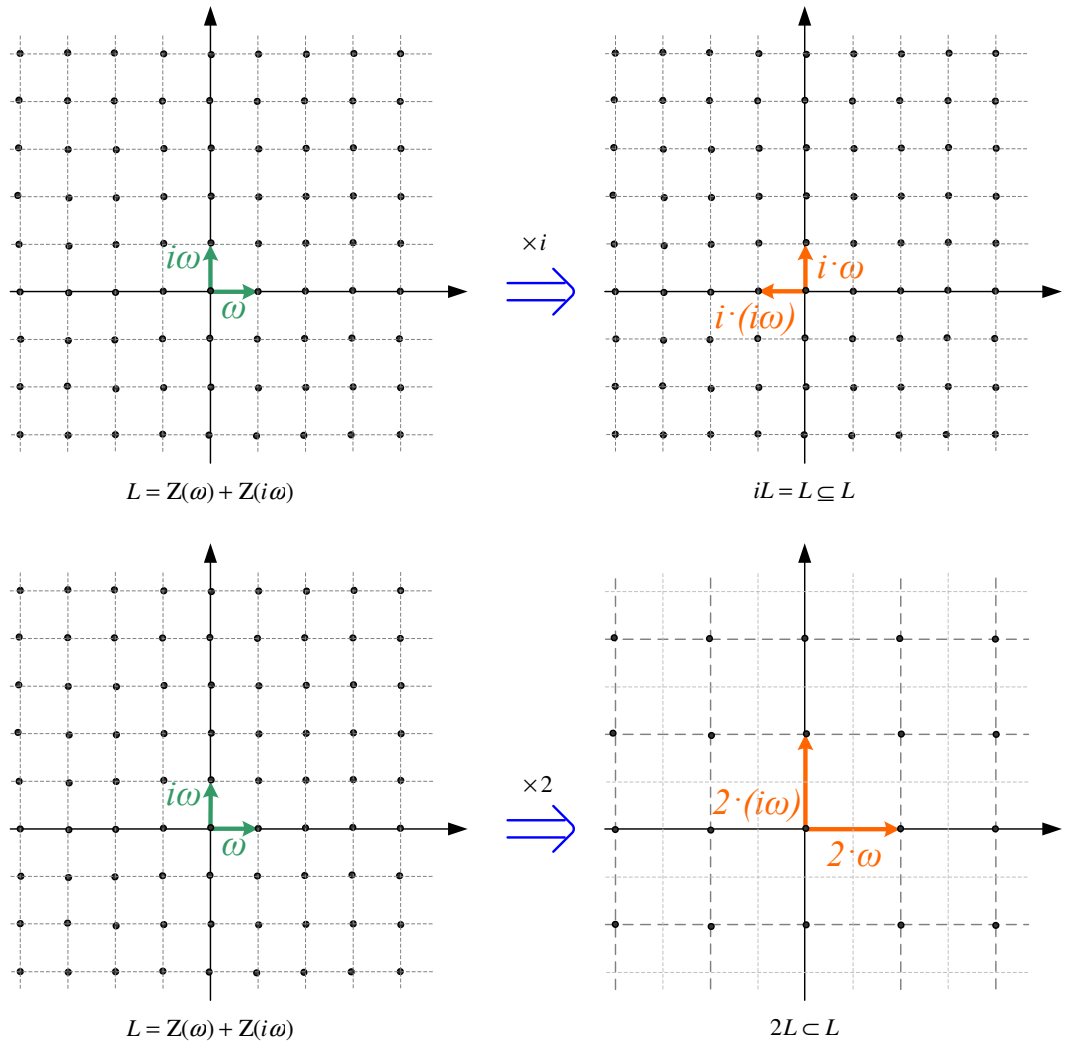 iω
ω
×i
i·ω
i·(iω)
L = Z(ω) + Z(iω)
iL = L ⊆ L
iω
ω
×2
2·(iω)
2·ω
L = Z(ω) + Z(iω)
2L ⊂ L